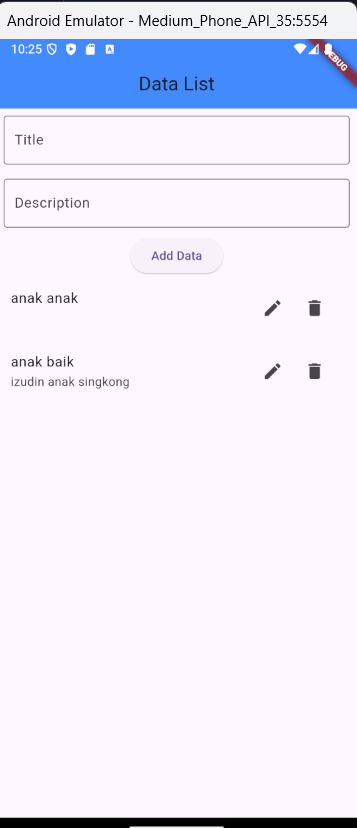 Android Emulator - Medium_Phone_API_35:5554
10:25
DEBUG
Data List
Title
Description
Add Data
anak anak
anak baik
izudin anak singkong